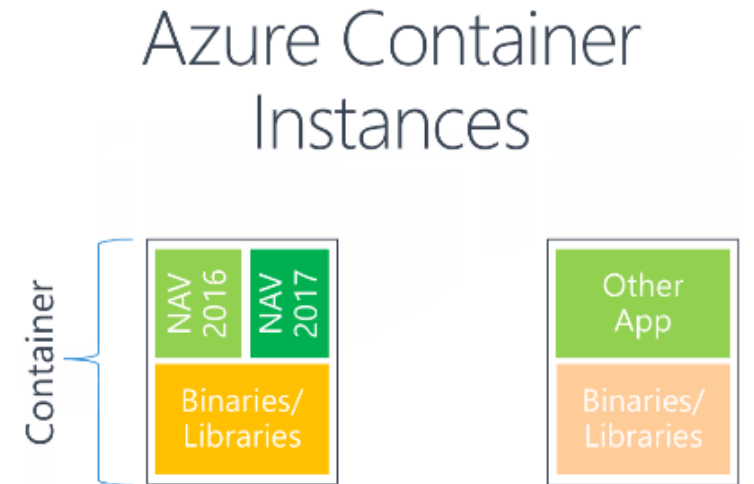 Azure Container
Instances
Container
NAV
2016
NAV
2017
Binaries/
Libraries
Other
App
Binaries/
Libraries